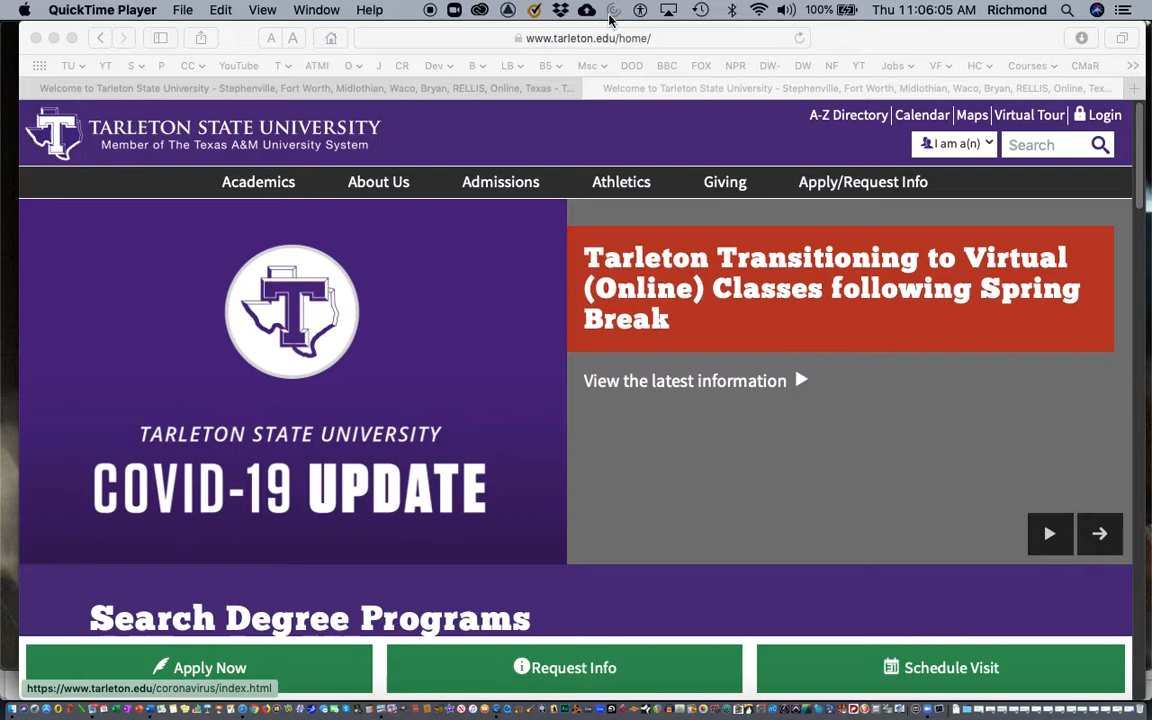 QuickTime Player File Edit View Window Help 100% Thu 11:06:05 AM Richmond
www.tarleton.edu/home/
A A
TU YT S P CC YouTube T ATMI O J CR Dev B LB B5 Msc DOD BBC FOX NPR DW- DW NF YT Jobs VF HC Courses CMaR >>
Welcome to Tarleton State University - Stephenville, Fort Worth, Midlothian, Waco, Bryan, RELLIS, Online, Texas - T...
Welcome to Tarleton State University - Stephenville, Fort Worth, Midlothian, Waco, Bryan, RELLIS, Online, Texas...
TARLETON STATE UNIVERSITY
Member of The Texas A&M University System
A-Z Directory Calendar Maps Virtual Tour Login
I am a(n) Search
Academics About Us Admissions Athletics Giving Apply/Request Info
T
TARLETON STATE UNIVERSITY
COVID-19 UPDATE
Tarleton Transitioning to Virtual
(Online) Classes following Spring
Break
View the latest information
Search Degree Programs
Apply Now Request Info Schedule Visit
https://www.tarleton.edu/coronavirus/index.html